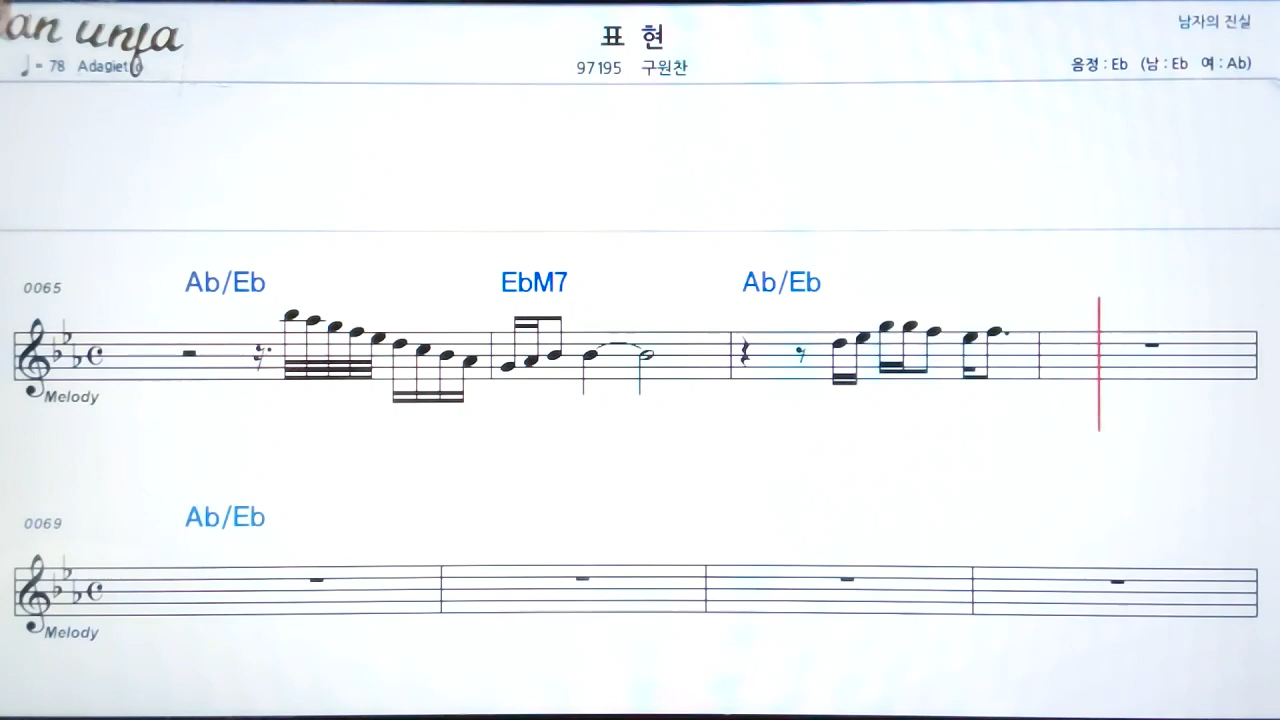 an unfa
표 현
남자의 진실
♩ = 78 Adagietto
97195 구원찬
음정 : Eb (남 : Eb 여 : Ab)
Ab/Eb EbM7 Ab/Eb
0065
Melody
Ab/Eb
0069
Melody